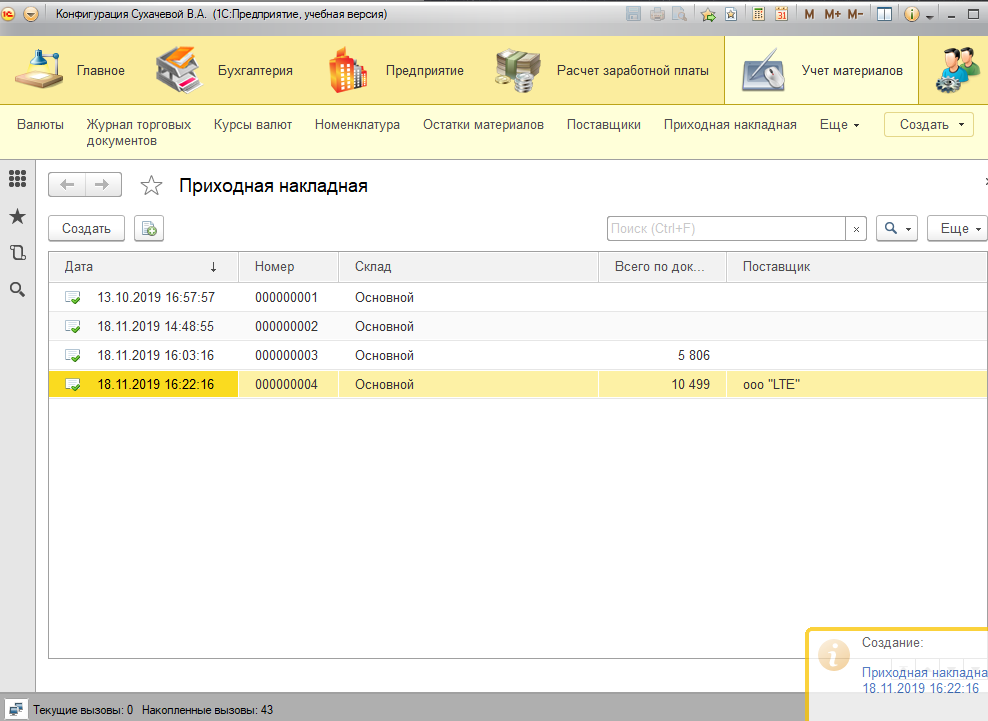 Конфигурация Сухачевой В.А. (1С:Предприятие, учебная версия) M M+ M-
Главное Бухгалтерия Предприятие Расчет заработной платы Учет материалов
Валюты Журнал торговых документов Курсы валют Номенклатура Остатки материалов Поставщики Приходная накладная Еще Создать
Приходная накладная
Создать Поиск (Ctrl+F) × Еще
Дата ↓ Номер Склад Всего по док... Поставщик
13.10.2019 16:57:57 000000001 Основной
18.11.2019 14:48:55 000000002 Основной
18.11.2019 16:03:16 000000003 Основной 5 806
18.11.2019 16:22:16 000000004 Основной 10 499 ооо "LTE"
Создание:
Приходная накладна
18.11.2019 16:22:16
Текущие вызовы: 0 Накопленные вызовы: 43